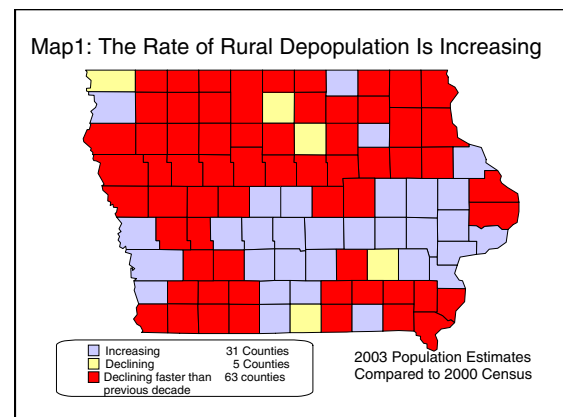 Map1: The Rate of Rural Depopulation Is Increasing
Increasing 31 Counties
Declining 5 Counties
Declining faster than 63 counties
previous decade
2003 Population Estimates
Compared to 2000 Census